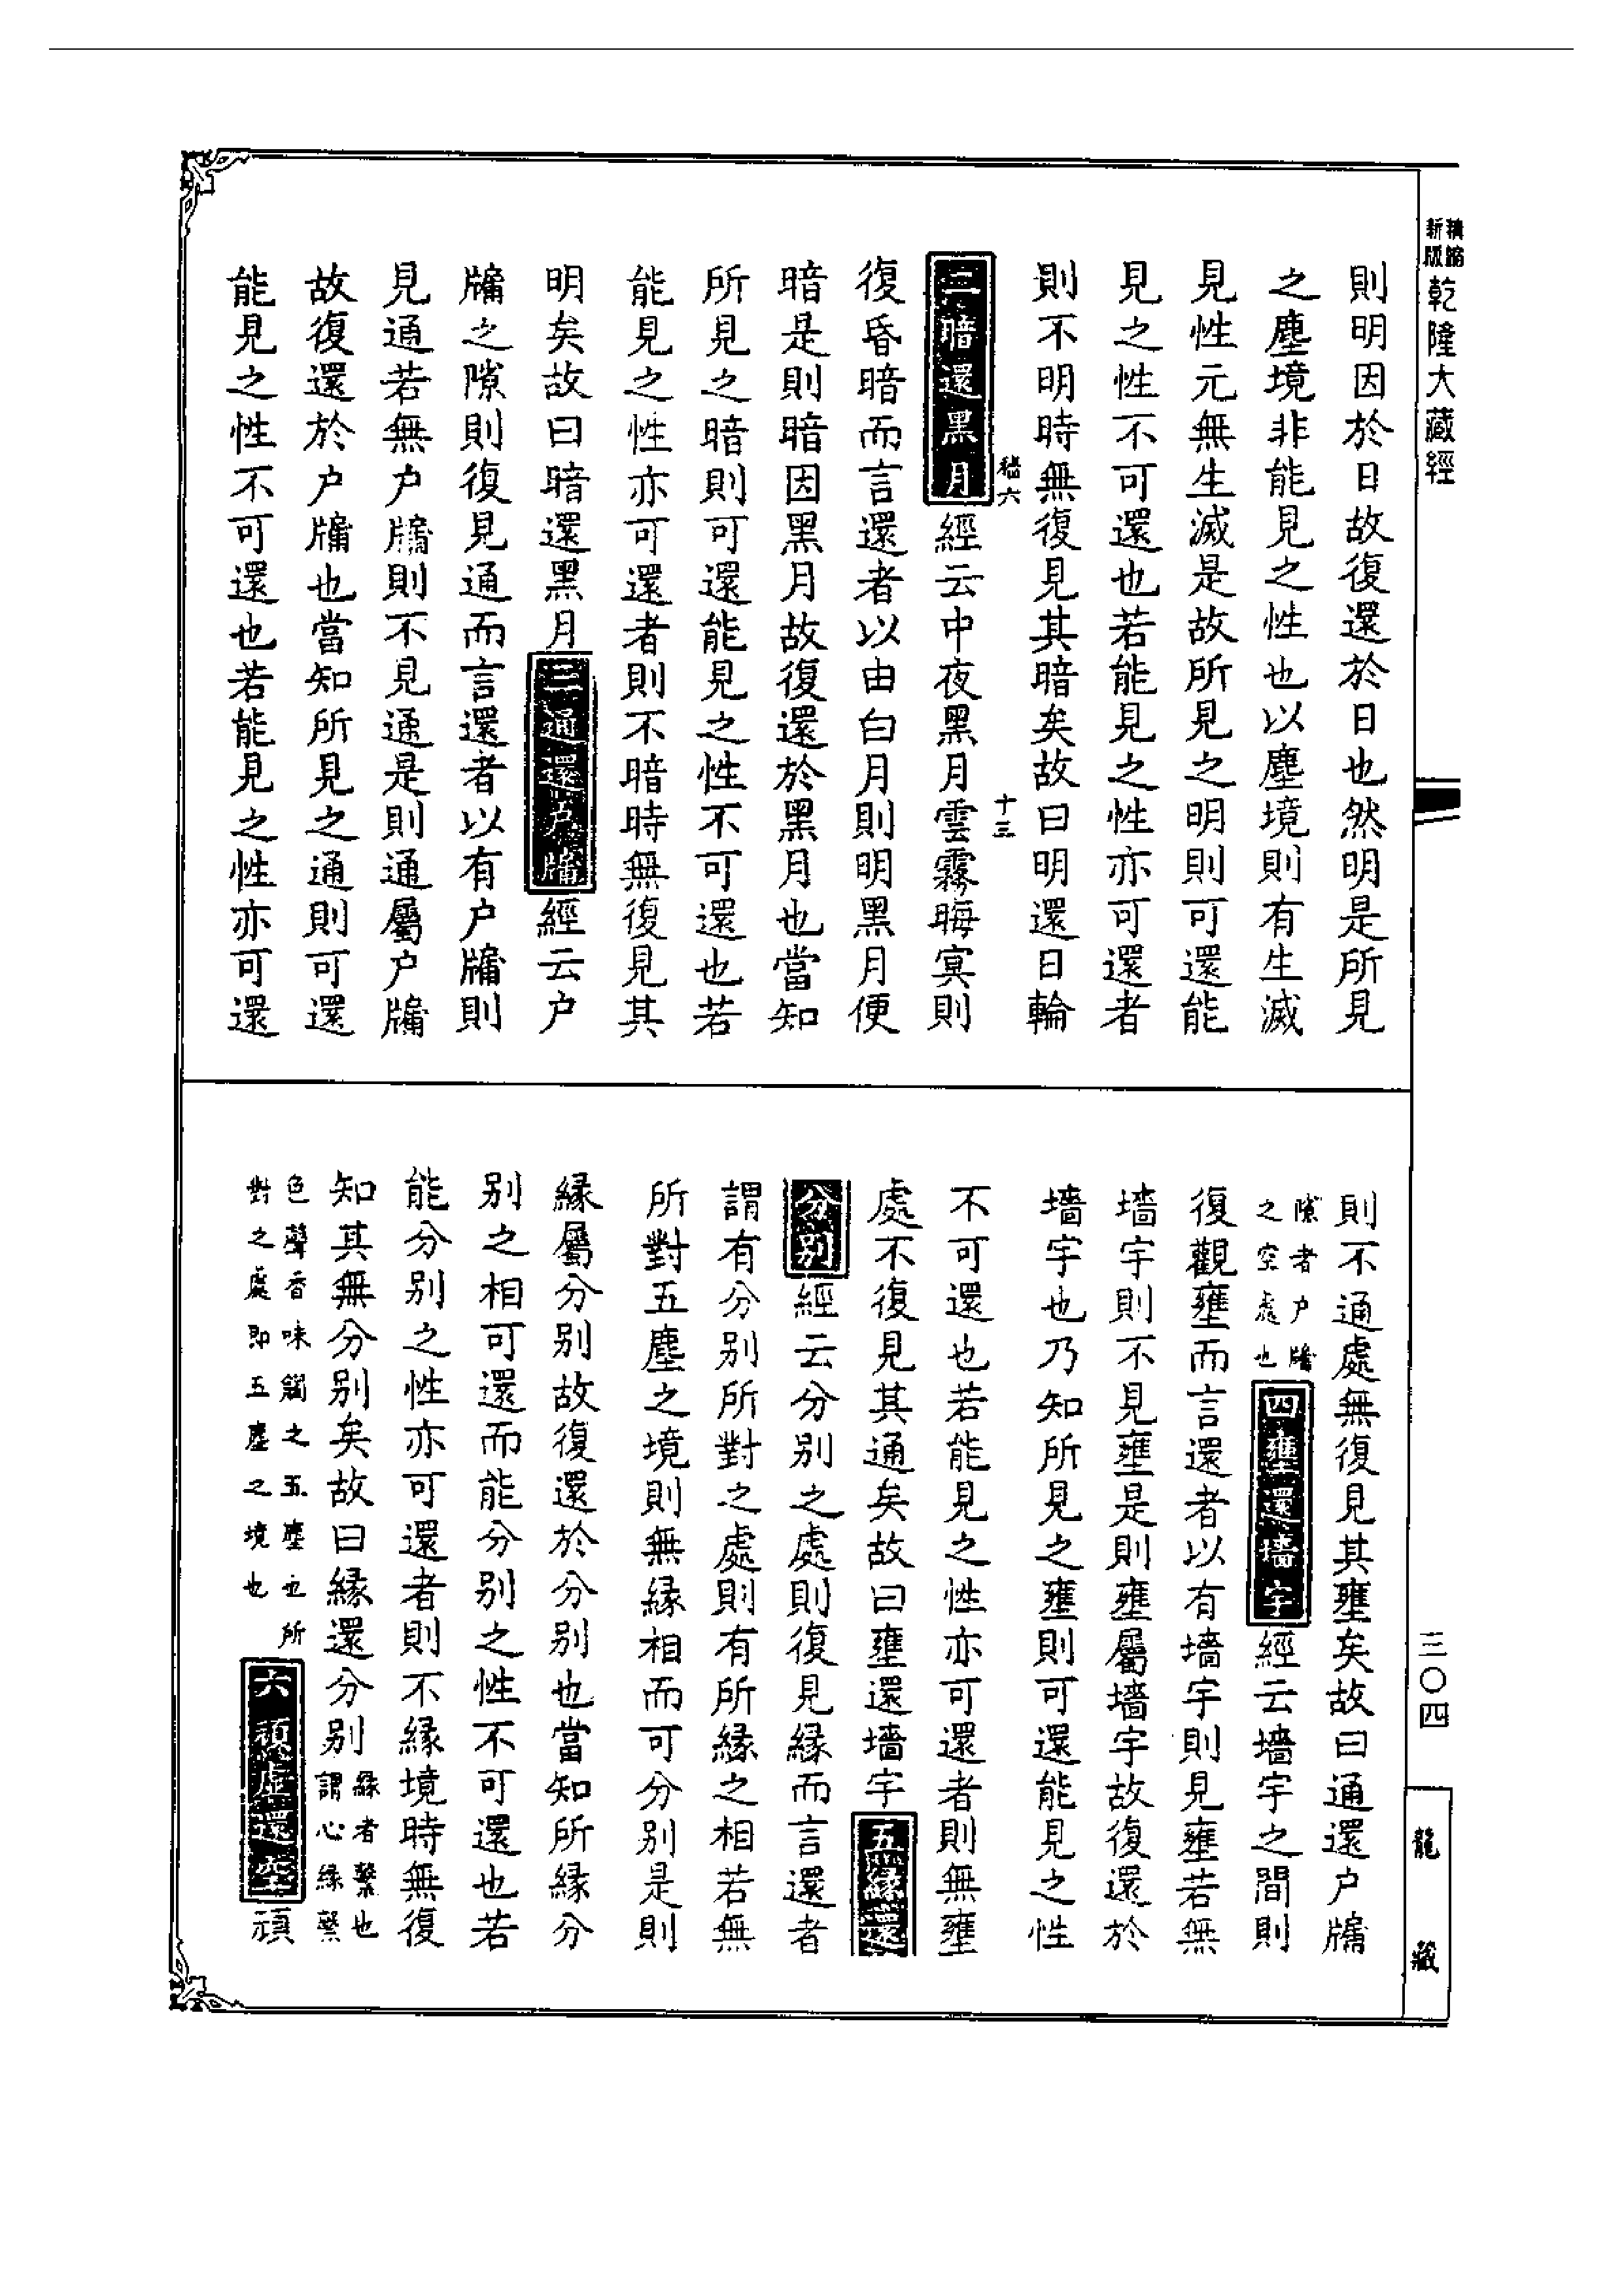 精縮
新版
乾隆大藏經
則明因於日故復還於日也然明是所見
之塵境非能見之性也以塵境則有生滅
見性元無生滅是故所見之明則可還能
見之性不可還也若能見之性亦可還者
則不明時無復見其暗矣故曰明還日輪
六 十三
二暗還黑月經云中夜黑月雲霧晦冥則
復昏暗而言還者以由白月則明黑月便
暗是則暗因黑月故復還於黑月也當知
所見之暗則可還能見之性不可還也若
能見之性亦可還者則不暗時無復見其
明矣故曰暗還黑月三通還戶牖經云户
牖之隙則復見通而言還者以有户牖則
見通若無户牖則不見通是則通屬户牖
故復還於户牖也當知所見之通則可還
能見之性不可還也若能見之性亦可還
則不通處無復見其壅矣故曰通還户牖
隙者户牖
之空處也
四壅還墻宇經云墻宇之間則
復觀壅而言還者以有墻宇則見壅若無
墻宇則不見壅是則壅屬墻宇故復還於
墻宇也乃知所見之壅則可還能見之性
不可還也若能見之性亦可還者則無壅
處不復見其通矣故曰壅還墻宇五緣還
分別經云分別之處則復見緣而言還者
謂有分別所對之處則有所緣之相若無
所對五塵之境則無緣相而可分別是則
緣屬分別故復還於分別也當知所緣分
別之相可還而能分別之性不可還也若
能分別之性亦可還者則不緣境時無復
知其無分別矣故曰緣還分別
緣者繫也
謂心緣繫
色聲香味觸之五塵也所
對之處即五塵之境也
六頑虛還空頑
三〇四
龍藏